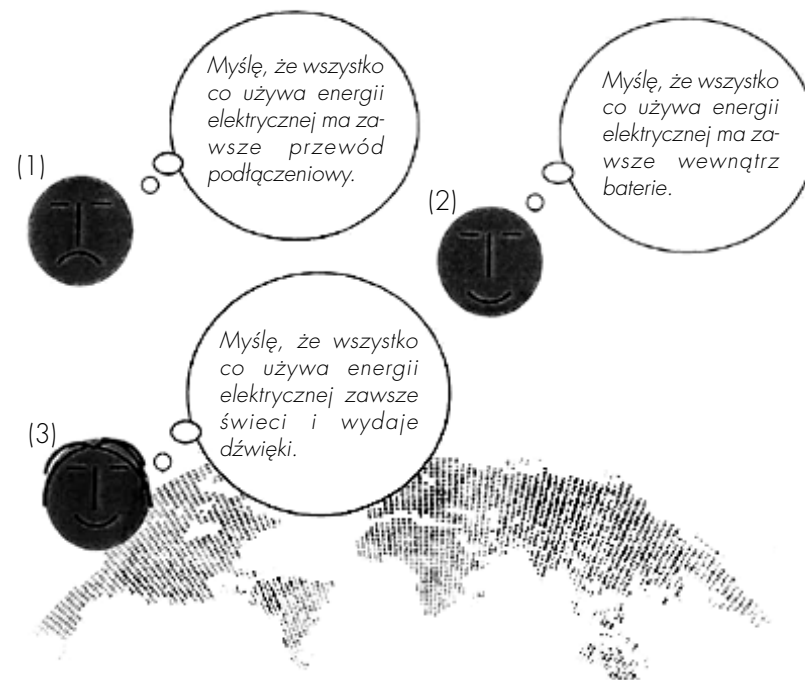 (1)
Myślę, że wszystko
co używa energii
elektrycznej ma za-
wsze przewód
podłączeniowy.
(2)
Myślę, że wszystko
co używa energii
elektrycznej ma za-
wsze wewnątrz
baterie.
(3)
Myślę, że wszystko
co używa energii
elektrycznej zawsze
świeci i wydaje
dźwięki.